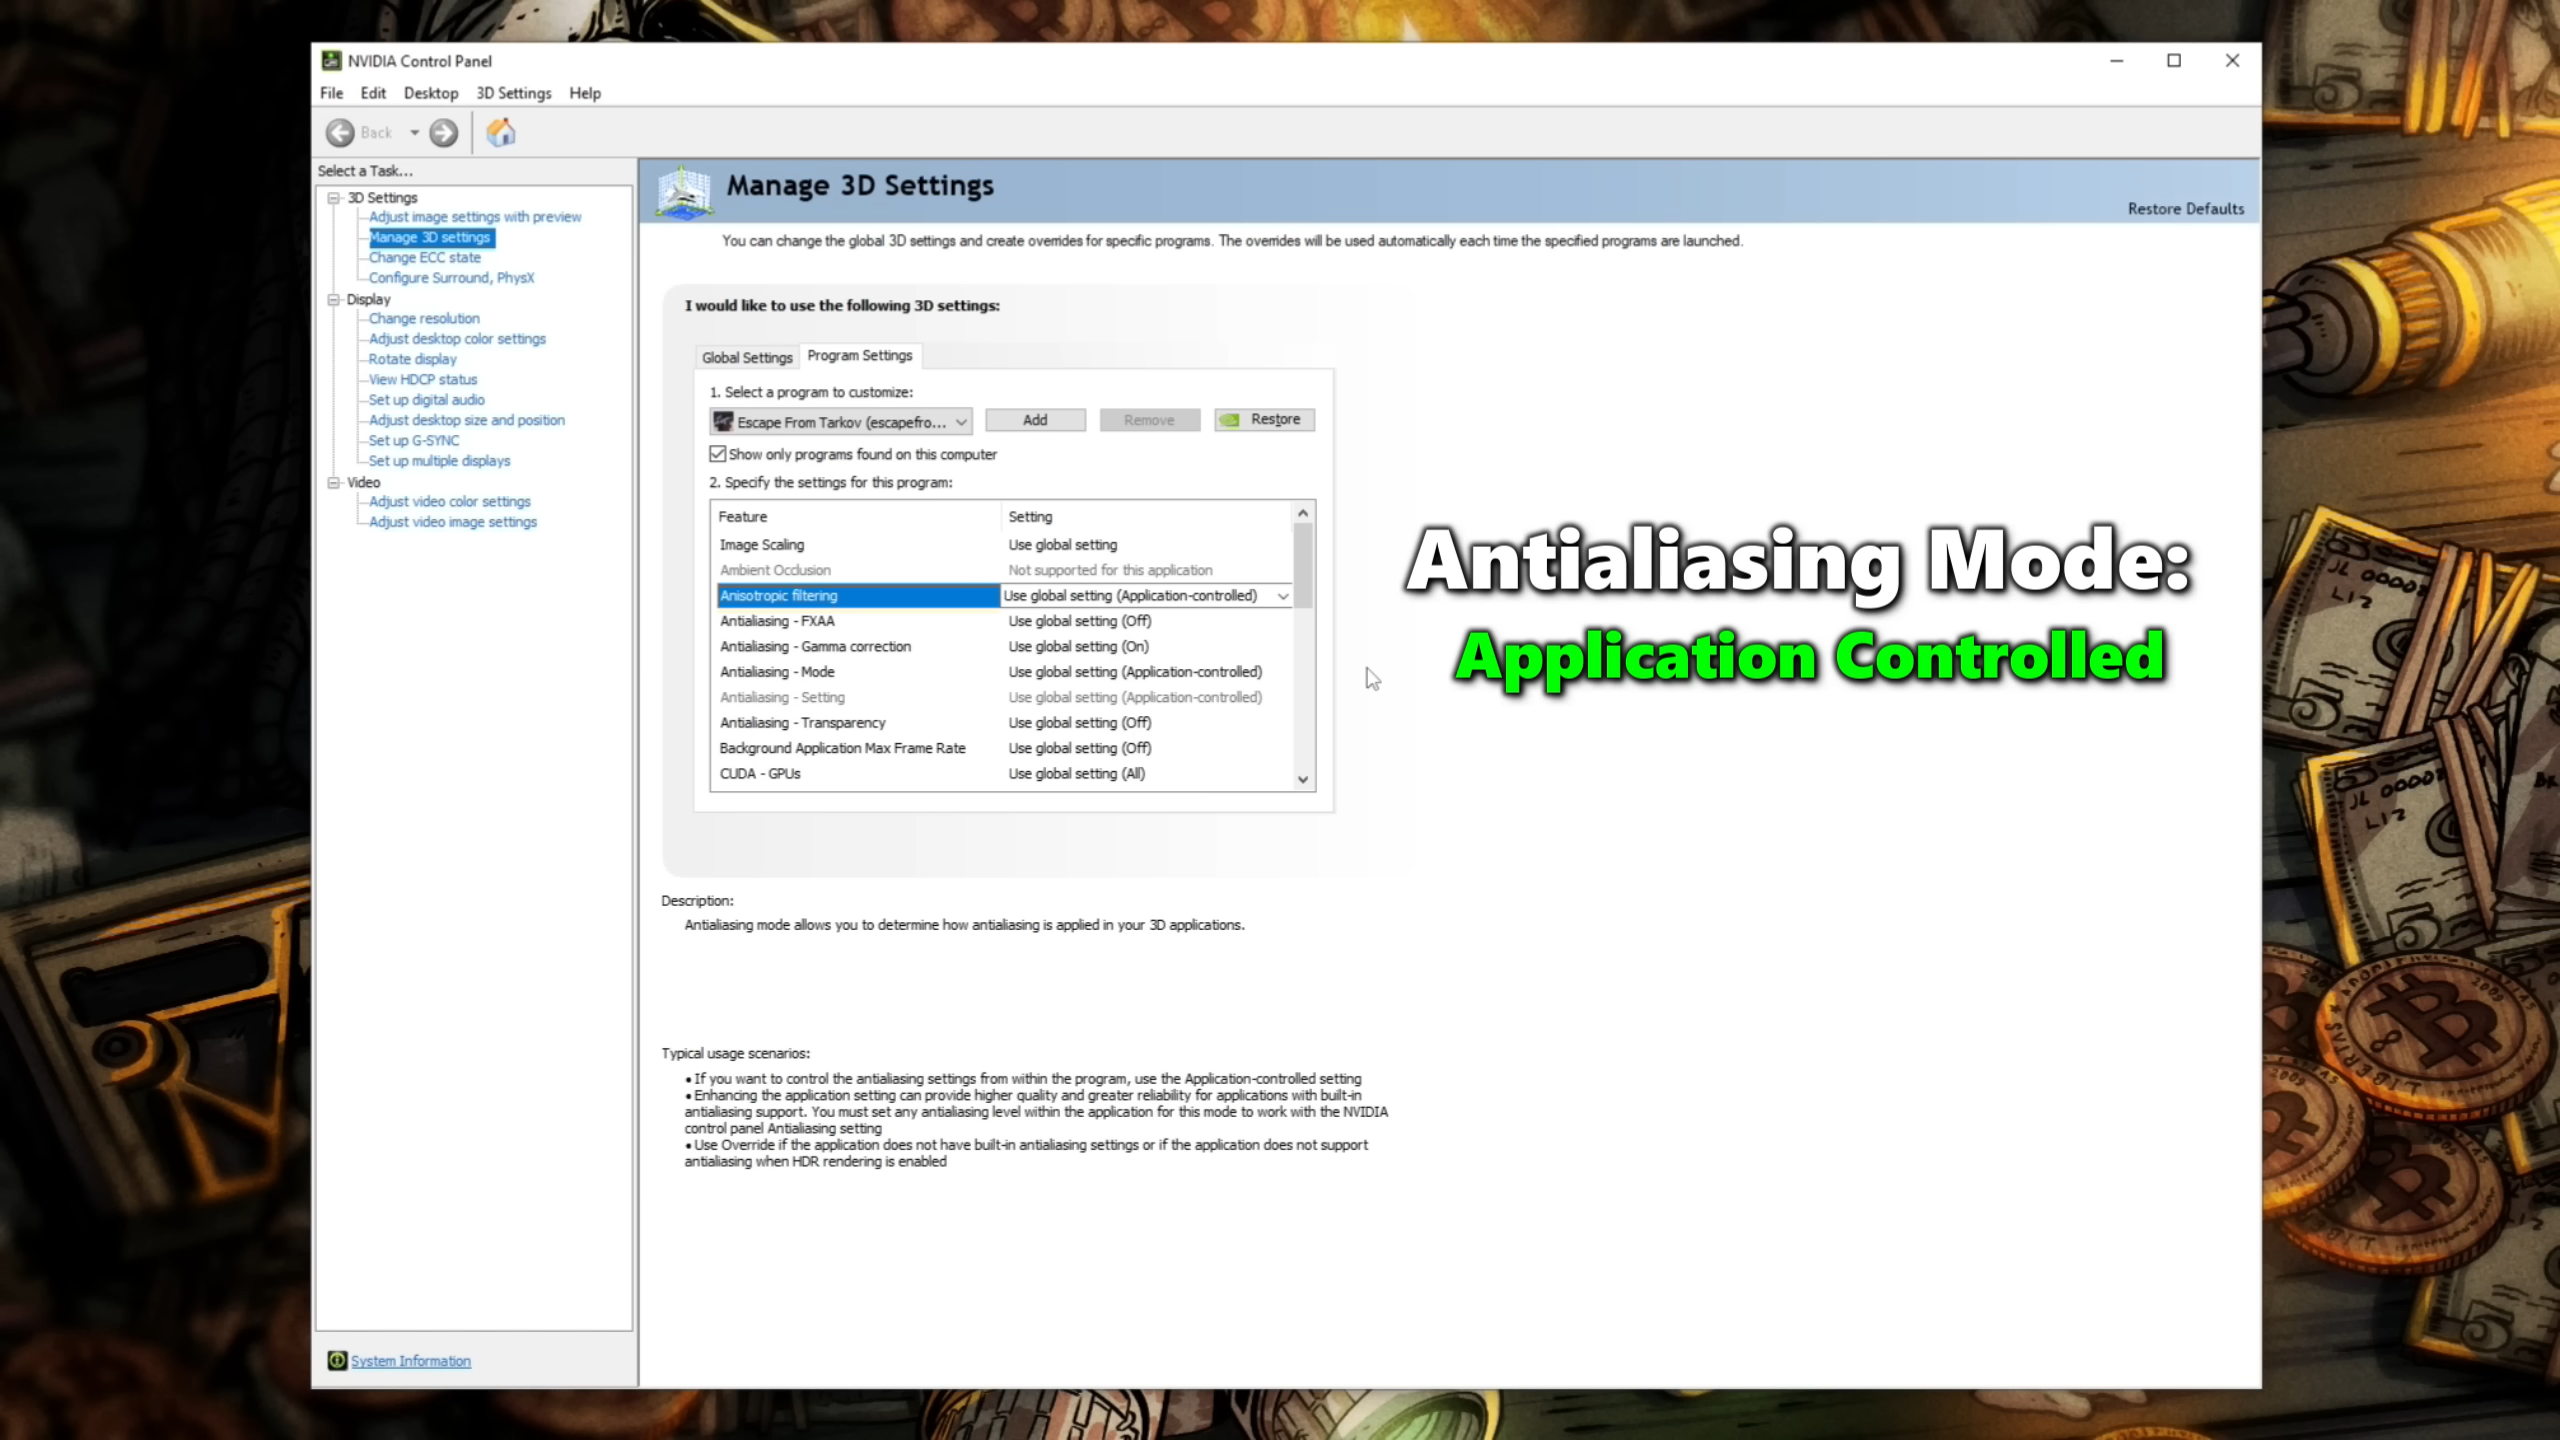 NVIDIA Control Panel
File Edit Desktop 3D Settings Help
Back
Select a Task...
3D Settings
Adjust image settings with preview
Manage 3D settings
Change ECC state
Configure Surround, PhysX
Display
Change resolution
Adjust desktop color settings
Rotate display
View HDCP status
Set up digital audio
Adjust desktop size and position
Set up G-SYNC
Set up multiple displays
Video
Adjust video color settings
Adjust video image settings
System Information
Manage 3D Settings
Restore Defaults
You can change the global 3D settings and create overrides for specific programs. The overrides will be used automatically each time the specified programs are launched.
I would like to use the following 3D settings:
Global Settings Program Settings
1. Select a program to customize:
Escape From Tarkov (escapefro... Add Remove Restore
Show only programs found on this computer
2. Specify the settings for this program:
Feature Setting
Image Scaling Use global setting
Ambient Occlusion Not supported for this application
Anisotropic filtering Use global setting (Application-controlled)
Antialiasing - FXAA Use global setting (Off)
Antialiasing - Gamma correction Use global setting (On)
Antialiasing - Mode Use global setting (Application-controlled)
Antialiasing - Setting Use global setting (Application-controlled)
Antialiasing - Transparency Use global setting (Off)
Background Application Max Frame Rate Use global setting (Off)
CUDA - GPUs Use global setting (All)
Antialiasing Mode:
Application Controlled
Description:
Antialiasing mode allows you to determine how antialiasing is applied in your 3D applications.
Typical usage scenarios:
• If you want to control the antialiasing settings from within the program, use the Application-controlled setting
• Enhancing the application setting can provide higher quality and greater reliability for applications with built-in
antialiasing support. You must set any antialiasing level within the application for this mode to work with the NVIDIA
control panel Antialiasing setting
• Use Override if the application does not have built-in antialiasing settings or if the application does not support
antialiasing when HDR rendering is enabled